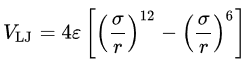 V_LJ = 4ε [ (σ/r)^12 − (σ/r)^6 ]